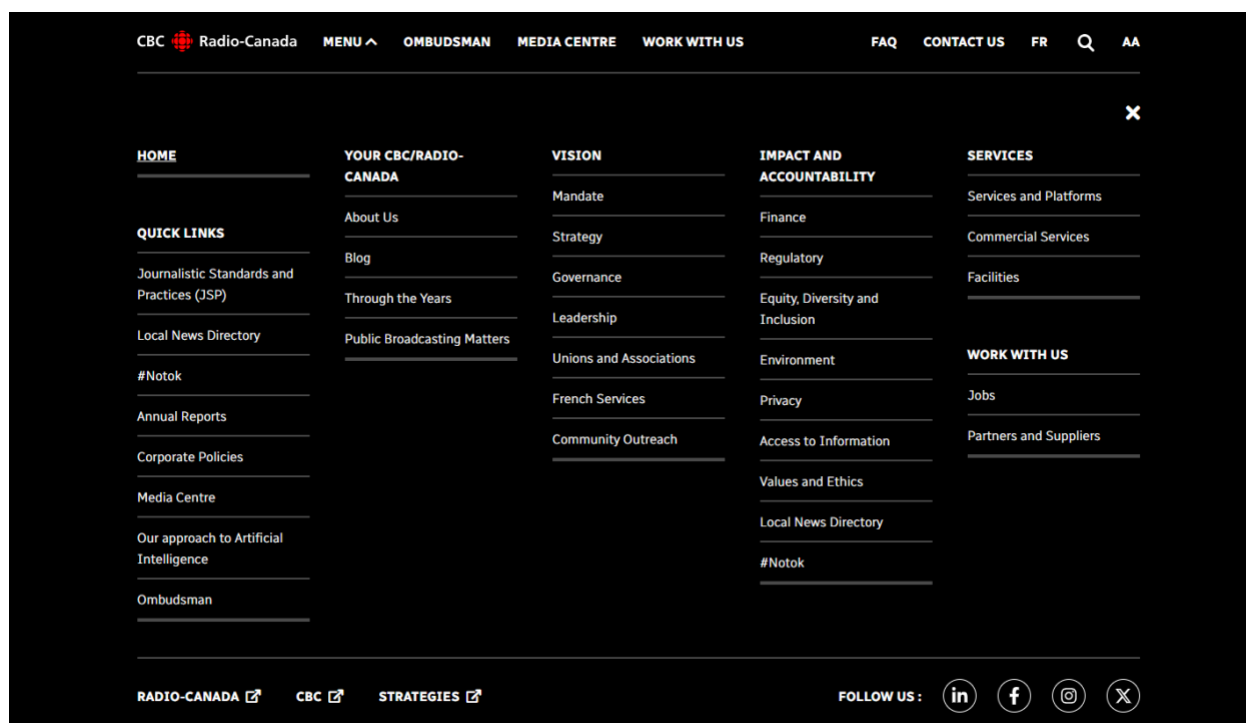 CBC Radio-Canada MENU OMBUDSMAN MEDIA CENTRE WORK WITH US FAQ CONTACT US FR AA
HOME
QUICK LINKS
Journalistic Standards and
Practices (JSP)
Local News Directory
#Notok
Annual Reports
Corporate Policies
Media Centre
Our approach to Artificial
Intelligence
Ombudsman
YOUR CBC/RADIO-
CANADA
About Us
Blog
Through the Years
Public Broadcasting Matters
VISION
Mandate
Strategy
Governance
Leadership
Unions and Associations
French Services
Community Outreach
IMPACT AND
ACCOUNTABILITY
Finance
Regulatory
Equity, Diversity and
Inclusion
Environment
Privacy
Access to Information
Values and Ethics
Local News Directory
#Notok
SERVICES
Services and Platforms
Commercial Services
Facilities
WORK WITH US
Jobs
Partners and Suppliers
RADIO-CANADA CBC STRATEGIES FOLLOW US :